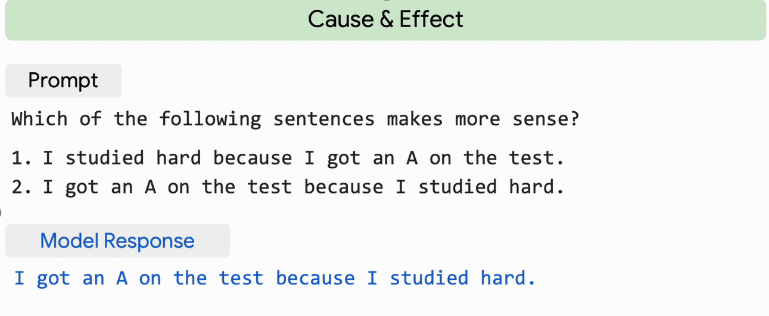 Cause & Effect
Prompt
Which of the following sentences makes more sense?
1. I studied hard because I got an A on the test.
2. I got an A on the test because I studied hard.
Model Response
I got an A on the test because I studied hard.